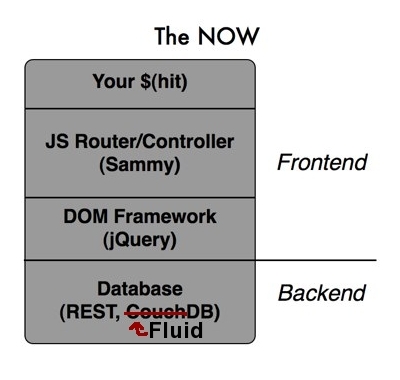 The NOW
Your $(hit)
JS Router/Controller
(Sammy)
Frontend
DOM Framework
(jQuery)
Database
(REST, CouchDB)
Fluid
Backend